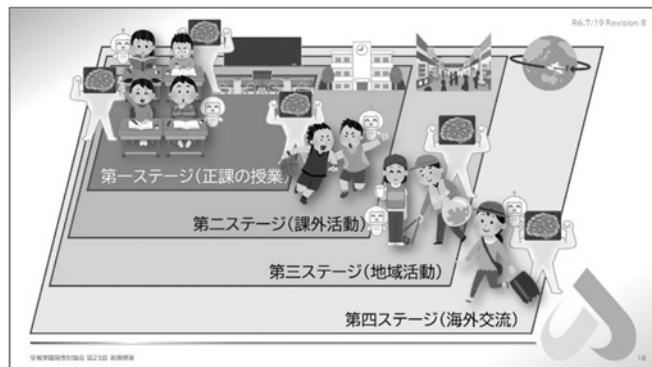 R6.7/19 Revision 8
第一ステージ(正課の授業)
第二ステージ(課外活動)
第三ステージ(地域活動)
第四ステージ(海外交流)
18